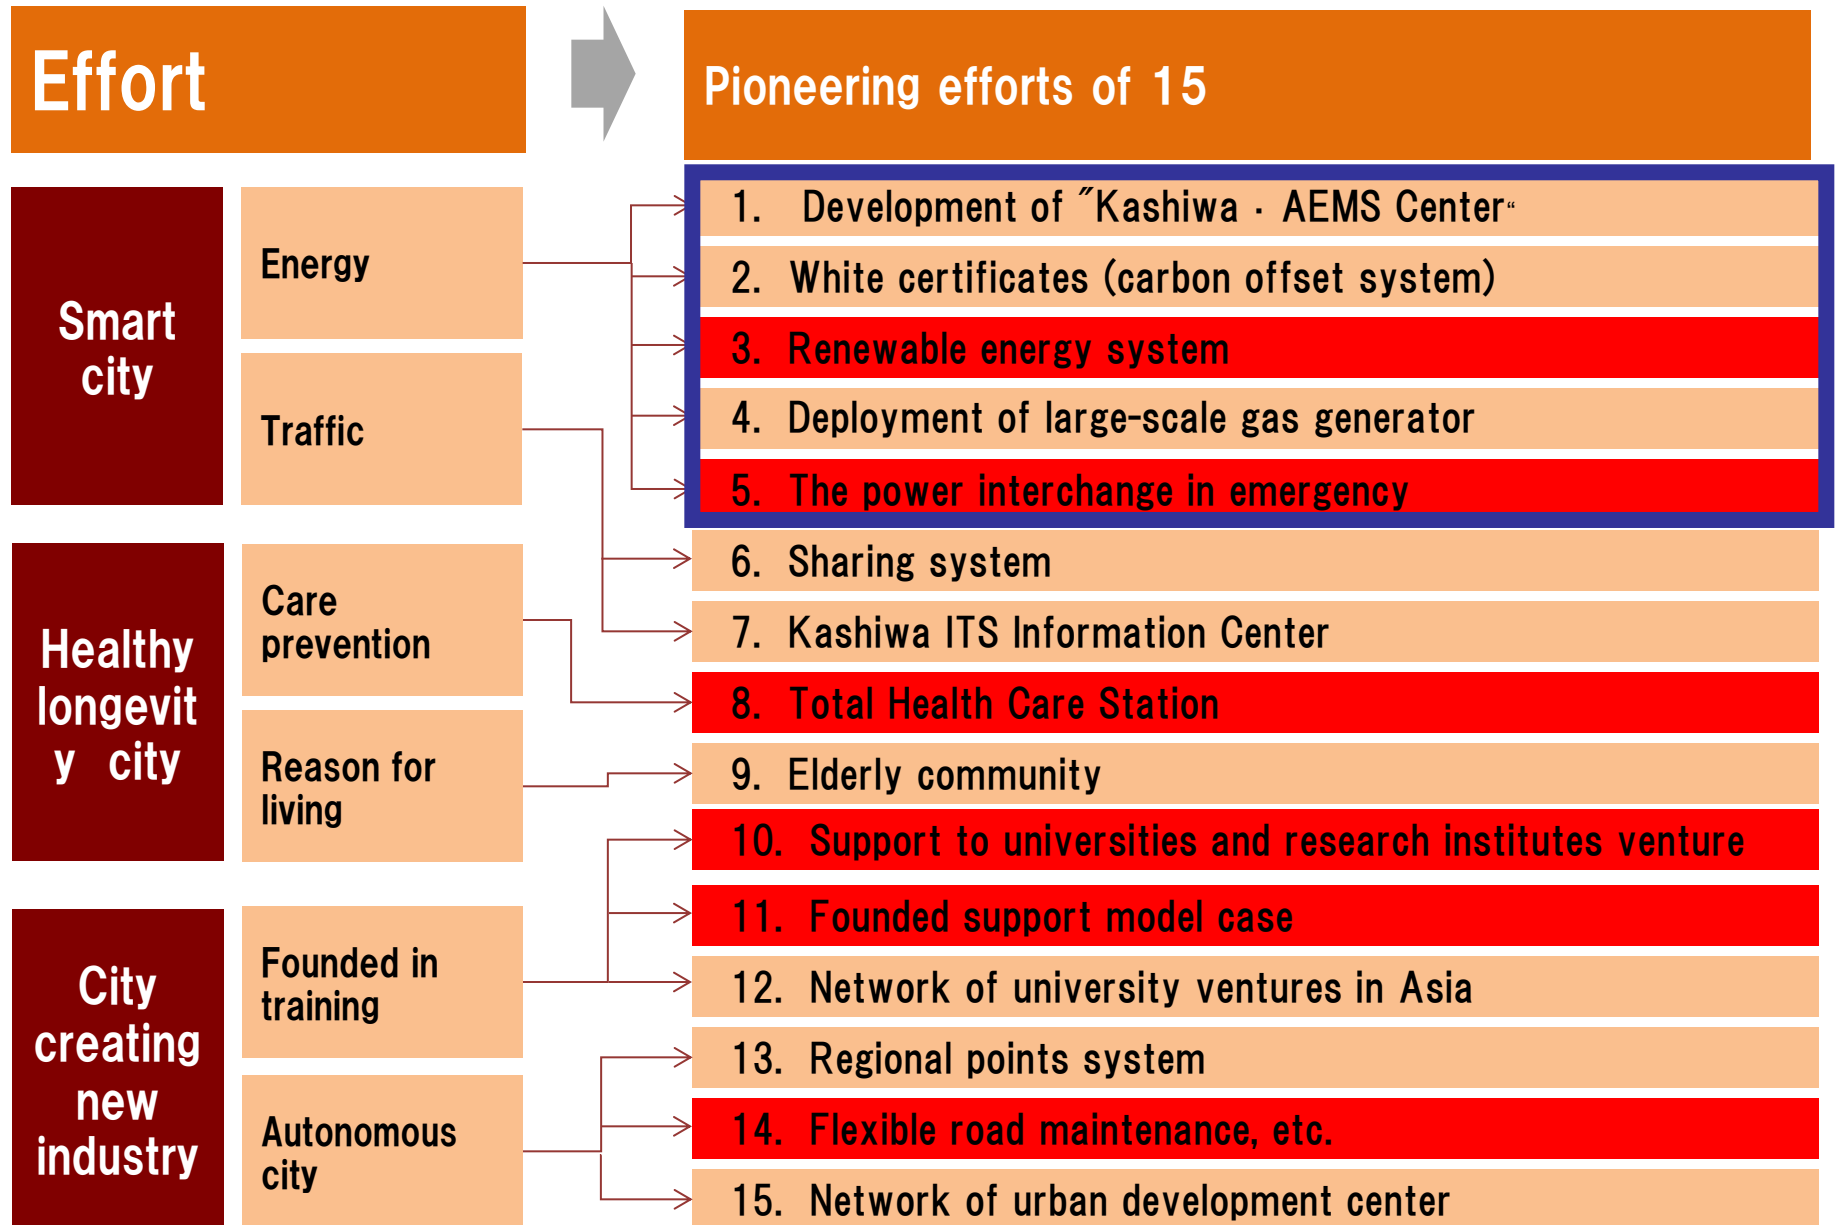 Effort
Pioneering efforts of 15
Smart
city
Energy
Traffic
1. Development of ″Kashiwa · AEMS Center“
2. White certificates (carbon offset system)
3. Renewable energy system
4. Deployment of large-scale gas generator
5. The power interchange in emergency
6. Sharing system
7. Kashiwa ITS Information Center
Healthy
longevit
y city
Care
prevention
Reason for
living
8. Total Health Care Station
9. Elderly community
City
creating
new
industry
Founded in
training
Autonomous
city
10. Support to universities and research institutes venture
11. Founded support model case
12. Network of university ventures in Asia
13. Regional points system
14. Flexible road maintenance, etc.
15. Network of urban development center